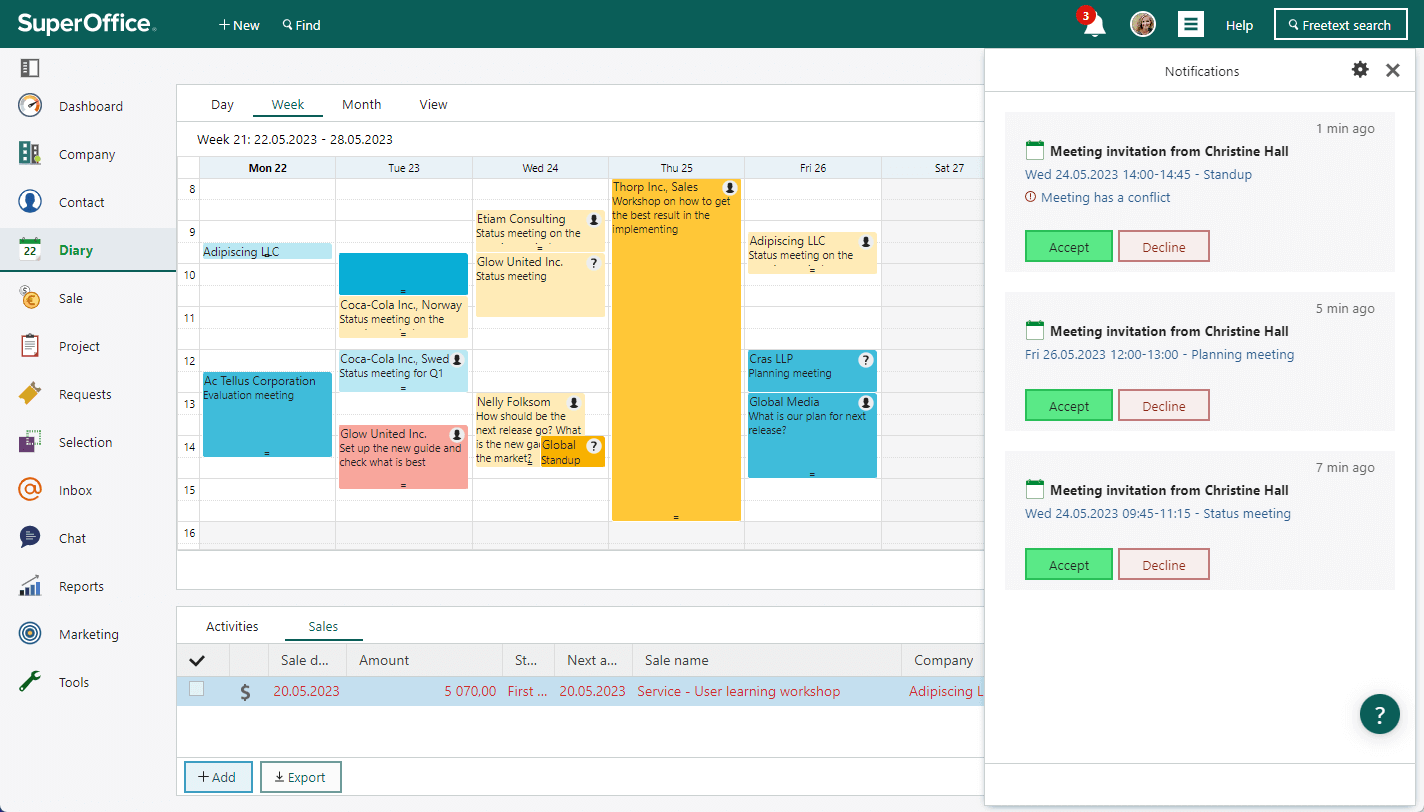 SuperOffice
+ New
Find
3
Help
Freetext search
Dashboard
Company
Contact
22
Diary
Sale
Project
Requests
Selection
Inbox
Chat
Reports
Marketing
Tools
Day
Week
Month
View
Week 21: 22.05.2023 - 28.05.2023
Mon 22
Tue 23
Wed 24
Thu 25
Fri 26
Sat 27
8
9
10
11
12
13
14
15
16
Adipiscing LLC
Ac Tellus Corporation
Evaluation meeting
Coca-Cola Inc., Norway
Status meeting on the
Coca-Cola Inc., Swed
Status meeting for Q1
Glow United Inc.
Set up the new guide and
check what is best
Etiam Consulting
Status meeting on the
Glow United Inc.
?
Status meeting
Nelly Folksom
How should be the
next release go? What
is the new
the market?
Global
?
Standup
Thorp Inc., Sales
Workshop on how to get
the best result in the
implementing
Adipiscing LLC
Status meeting on the
Cras LLP
?
Planning meeting
Global Media
What is our plan for next
release?
Activities
Sales
Sale d...
Amount
St...
Next a...
Sale name
Company
$
20.05.2023
5 070,00
First ...
20.05.2023
Service - User learning workshop
Adipiscing L
+ Add
Export
Notifications
1 min ago
Meeting invitation from Christine Hall
Wed 24.05.2023 14:00-14:45 - Standup
Meeting has a conflict
Accept
Decline
5 min ago
Meeting invitation from Christine Hall
Fri 26.05.2023 12:00-13:00 - Planning meeting
Accept
Decline
7 min ago
Meeting invitation from Christine Hall
Wed 24.05.2023 09:45-11:15 - Status meeting
Accept
Decline
?